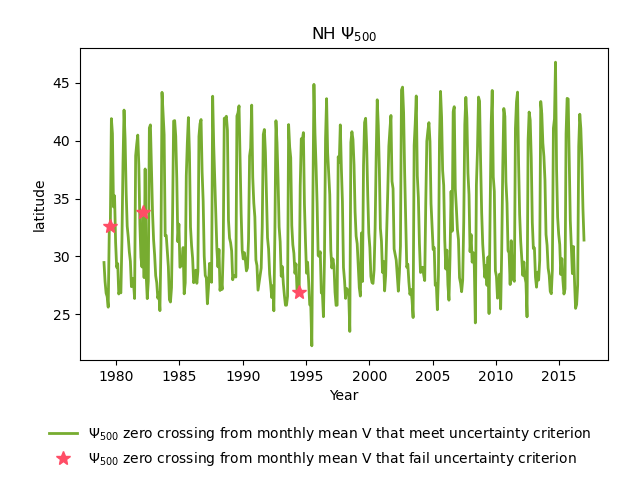 NH Ψ500
45
40
35
30
25
latitude
1980 1985 1990 1995 2000 2005 2010 2015
Year
Ψ500 zero crossing from monthly mean V that meet uncertainty criterion
Ψ500 zero crossing from monthly mean V that fail uncertainty criterion